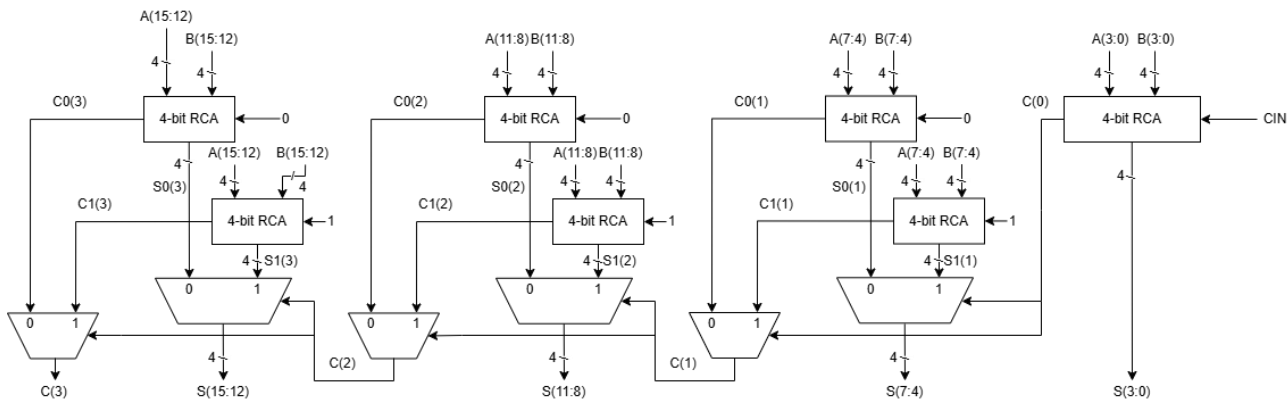 A(15:12)
B(15:12)
A(11:8) B(11:8)
A(7:4) B(7:4)
A(3:0) B(3:0)
4
4
4
4
4
4
4
4
C0(3)
C0(2)
C0(1)
C(0)
4-bit RCA
0
4-bit RCA
0
4-bit RCA
0
4-bit RCA
CIN
A(15:12)
B(15:12)
A(11:8) B(11:8)
A(7:4) B(7:4)
4
4
4
4
S0(3)
4
4
S0(2)
4
4
S0(1)
4
4
C1(3)
C1(2)
C1(1)
4-bit RCA
1
4-bit RCA
1
4-bit RCA
1
4
S1(3)
4
S1(2)
4
S1(1)
0 1
0 1
0 1
0 1
0 1
0 1
4
C(2)
4
C(1)
4
C(3)
S(15:12)
S(11:8)
S(7:4)
S(3:0)